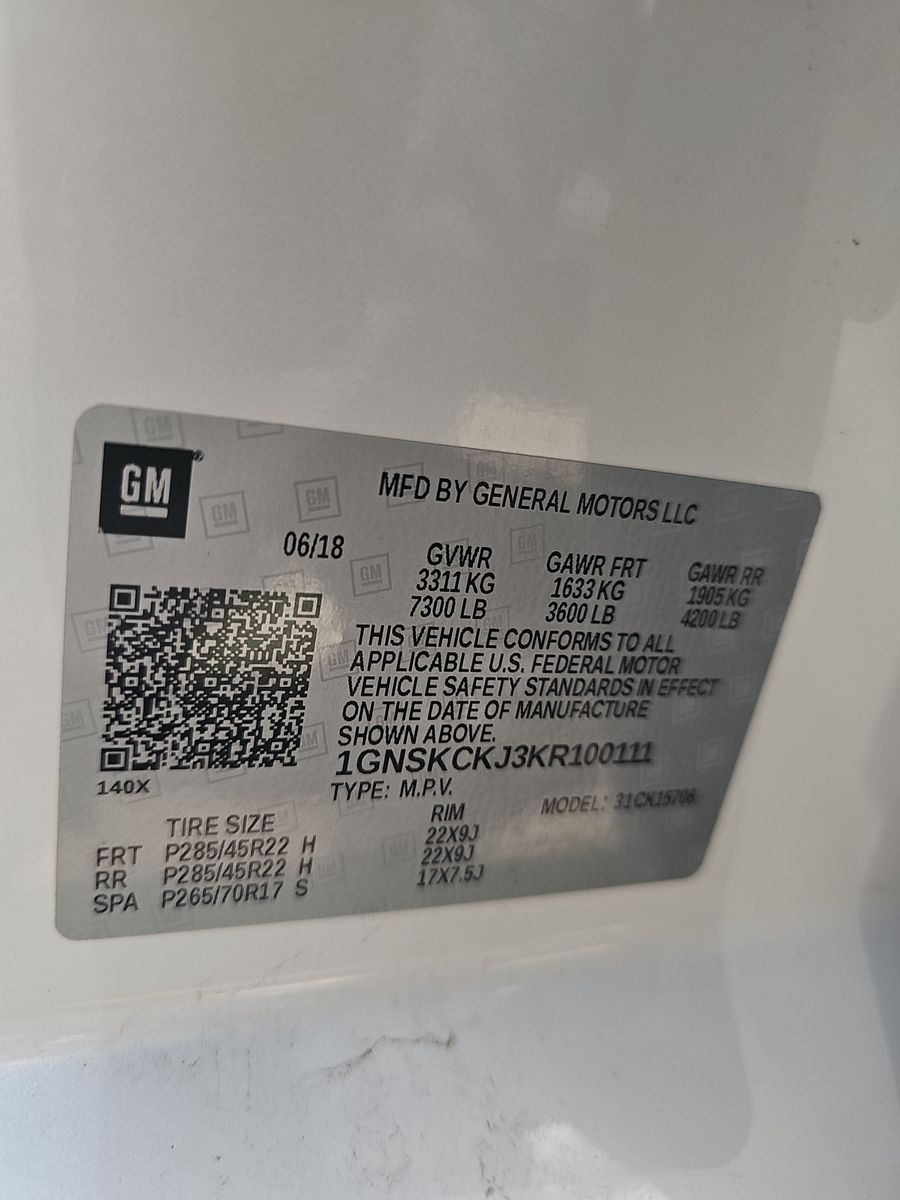 GM
MFD BY GENERAL MOTORS LLC
06/18
GVWR GAWR FRT GAWR RR
3311 KG 1633 KG 1905 KG
7300 LB 3600 LB 4200 LB
THIS VEHICLE CONFORMS TO ALL
APPLICABLE U.S. FEDERAL MOTOR
VEHICLE SAFETY STANDARDS IN EFFECT
ON THE DATE OF MANUFACTURE
SHOWN ABOVE.
1GNSKCKJ3KR100111
140X
TYPE: M.P.V.
MODEL: 31CK15706
TIRE SIZE RIM
FRT P285/45R22 H 22X9J
RR P285/45R22 H 22X9J
SPA P265/70R17 S 17X7.5J